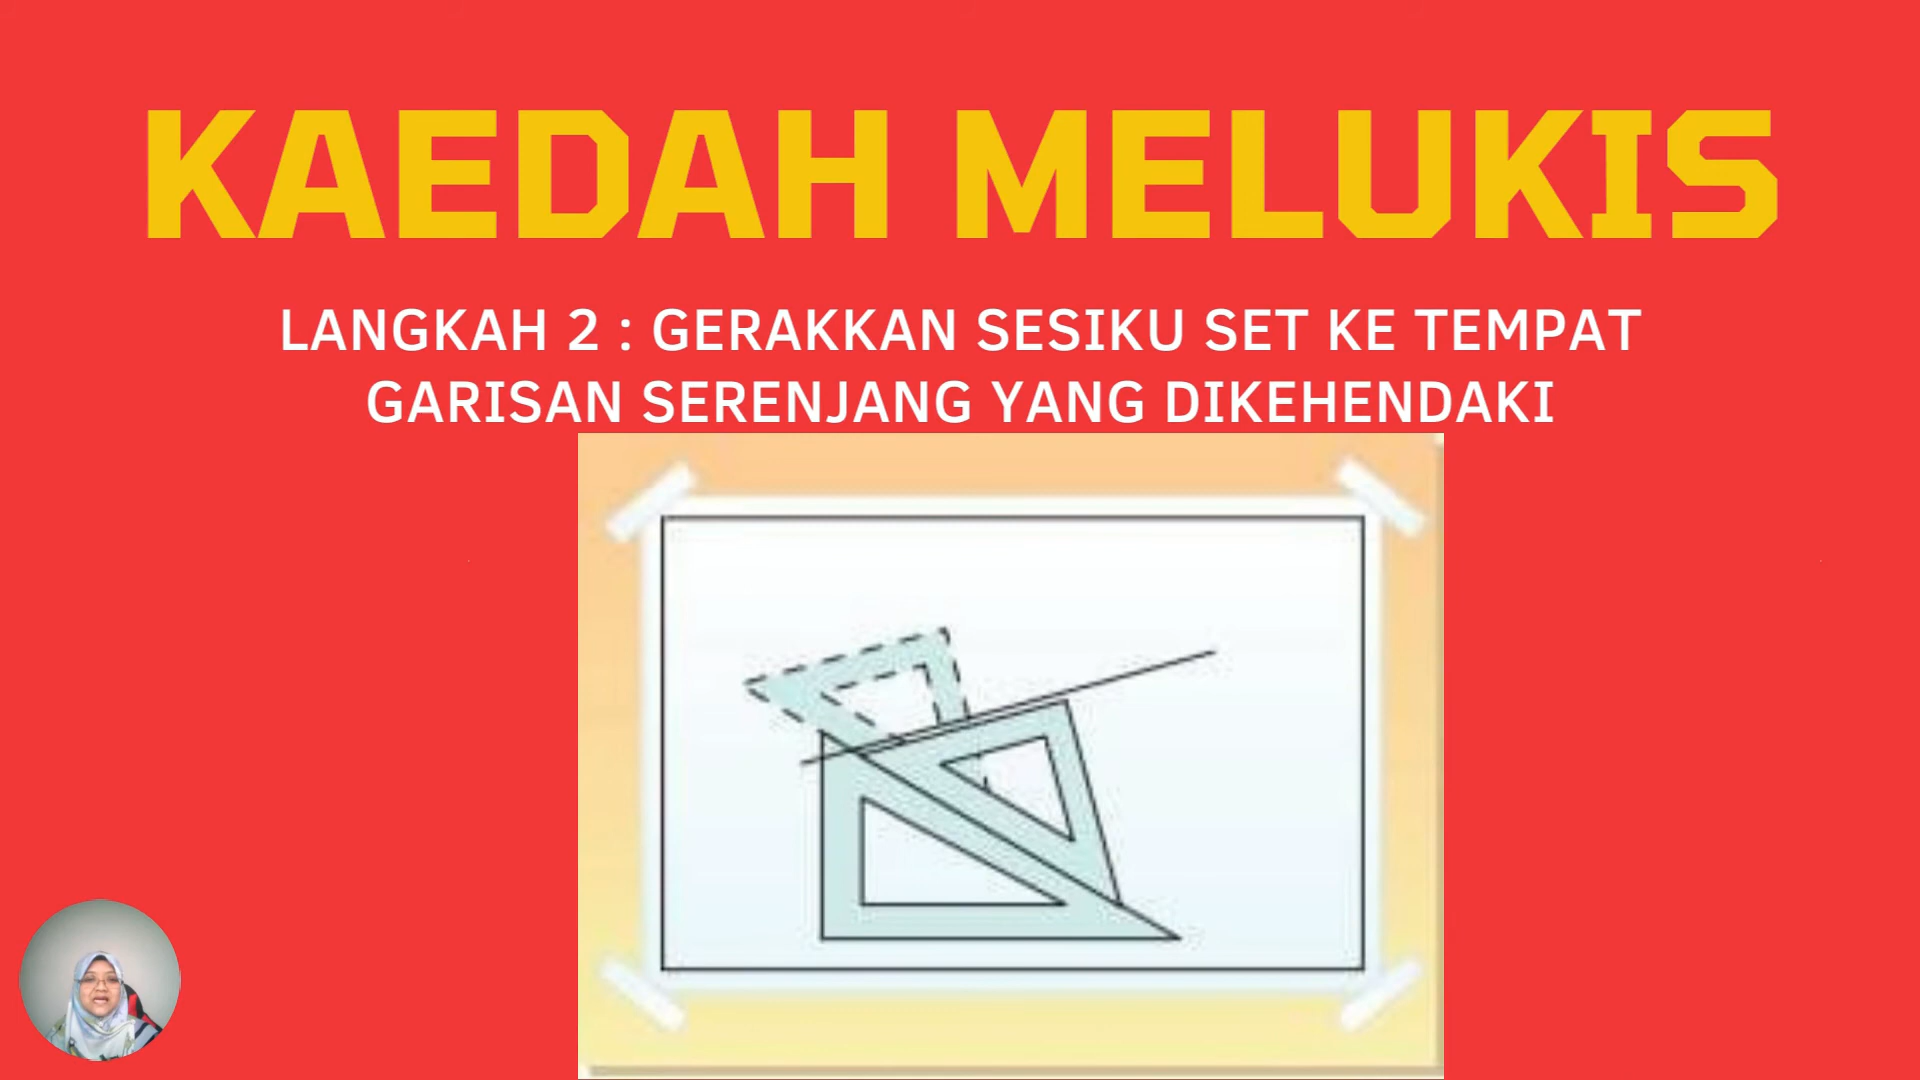 KAEDAH MELUKIS
LANGKAH 2 : GERAKKAN SESIKU SET KE TEMPAT
GARISAN SERENJANG YANG DIKEHENDAKI